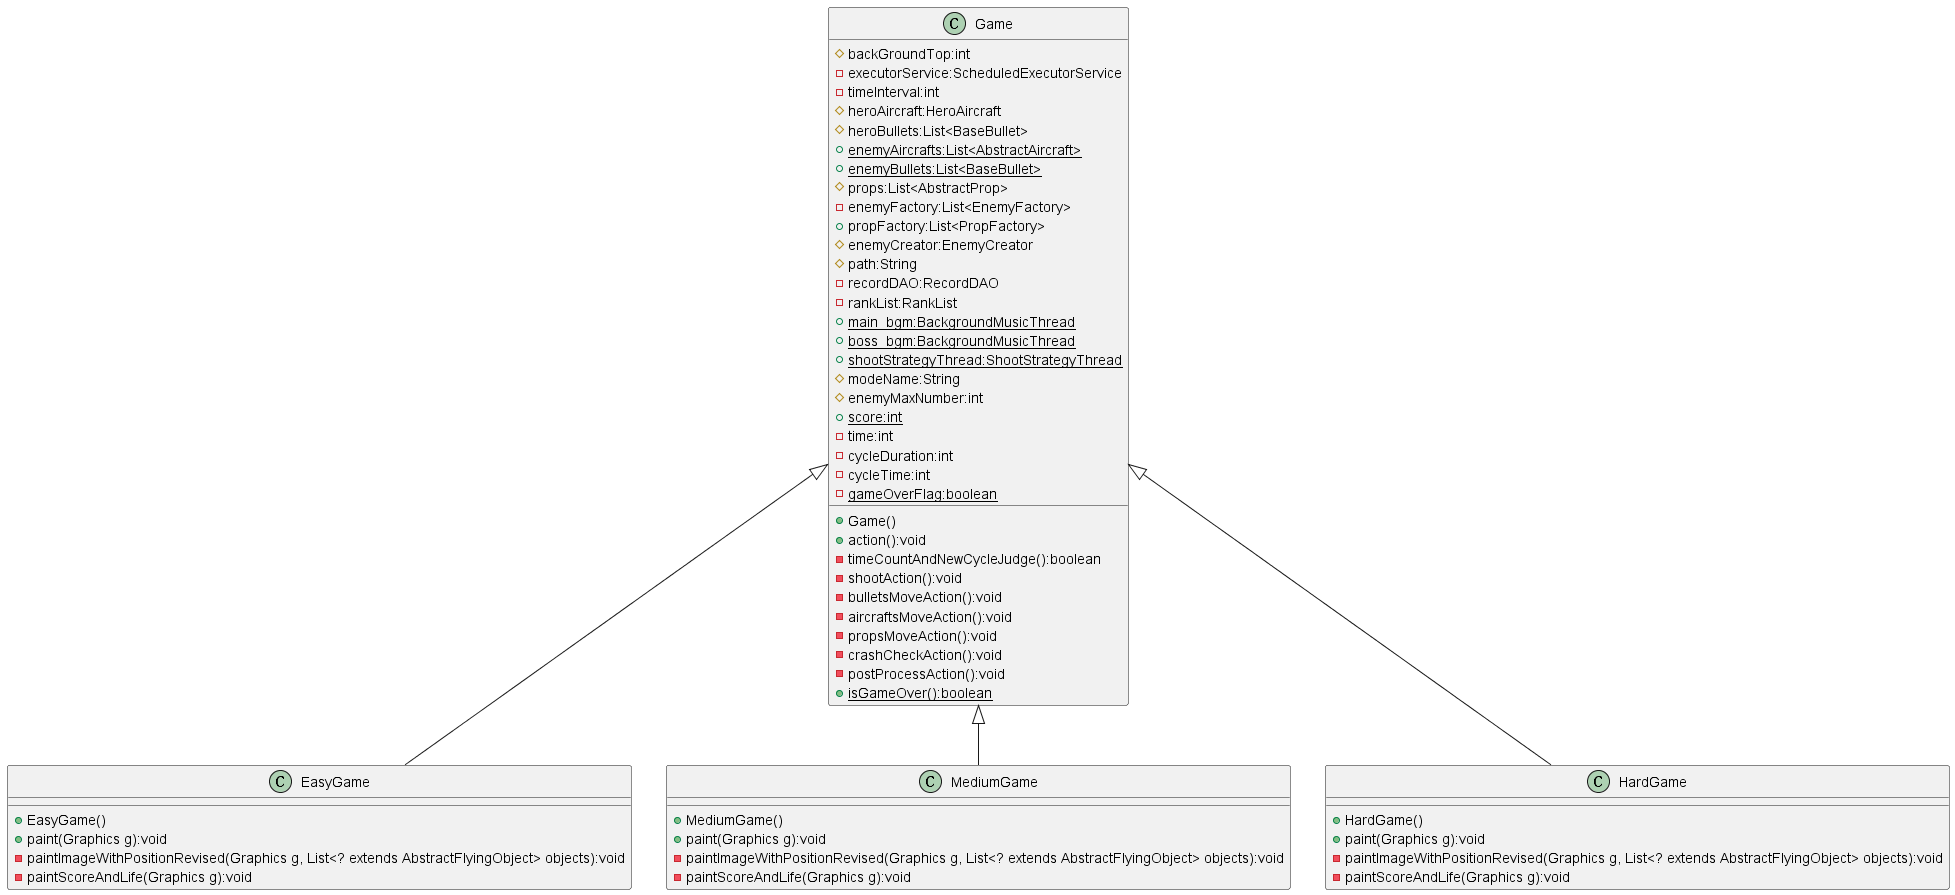 C Game
backGroundTop:int
executorService:ScheduledExecutorService
timeInterval:int
heroAircraft:HeroAircraft
heroBullets:List<BaseBullet>
enemyAircrafts:List<AbstractAircraft>
enemyBullets:List<BaseBullet>
props:List<AbstractProp>
enemyFactory:List<EnemyFactory>
propFactory:List<PropFactory>
enemyCreator:EnemyCreator
path:String
recordDAO:RecordDAO
rankList:RankList
main_bgm:BackgroundMusicThread
boss_bgm:BackgroundMusicThread
shootStrategyThread:ShootStrategyThread
modeName:String
enemyMaxNumber:int
score:int
time:int
cycleDuration:int
cycleTime:int
gameOverFlag:boolean
Game()
action():void
timeCountAndNewCycleJudge():boolean
shootAction():void
bulletsMoveAction():void
aircraftsMoveAction():void
propsMoveAction():void
crashCheckAction():void
postProcessAction():void
isGameOver():boolean
C EasyGame
EasyGame()
paint(Graphics g):void
paintImageWithPositionRevised(Graphics g, List<? extends AbstractFlyingObject> objects):void
paintScoreAndLife(Graphics g):void
C MediumGame
MediumGame()
paint(Graphics g):void
paintImageWithPositionRevised(Graphics g, List<? extends AbstractFlyingObject> objects):void
paintScoreAndLife(Graphics g):void
C HardGame
HardGame()
paint(Graphics g):void
paintImageWithPositionRevised(Graphics g, List<? extends AbstractFlyingObject> objects):void
paintScoreAndLife(Graphics g):void